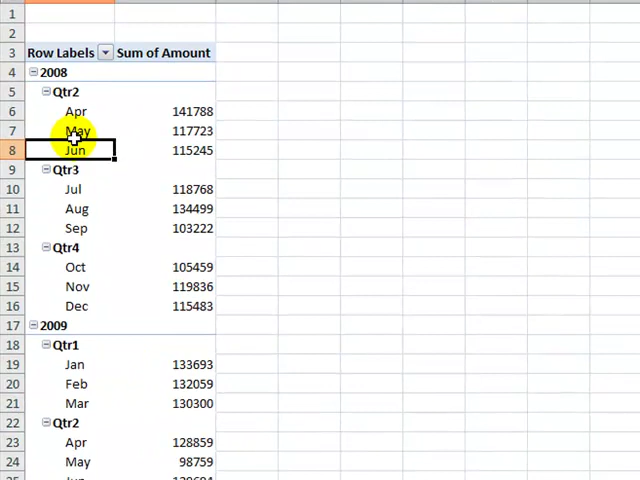 1
2
3 Row Labels Sum of Amount
4 2008
5 Qtr2
6 Apr 141788
7 May 117723
8 Jun 115245
9 Qtr3
10 Jul 118768
11 Aug 134499
12 Sep 103222
13 Qtr4
14 Oct 105459
15 Nov 119836
16 Dec 115483
17 2009
18 Qtr1
19 Jan 133693
20 Feb 132059
21 Mar 130300
22 Qtr2
23 Apr 128859
24 May 98759